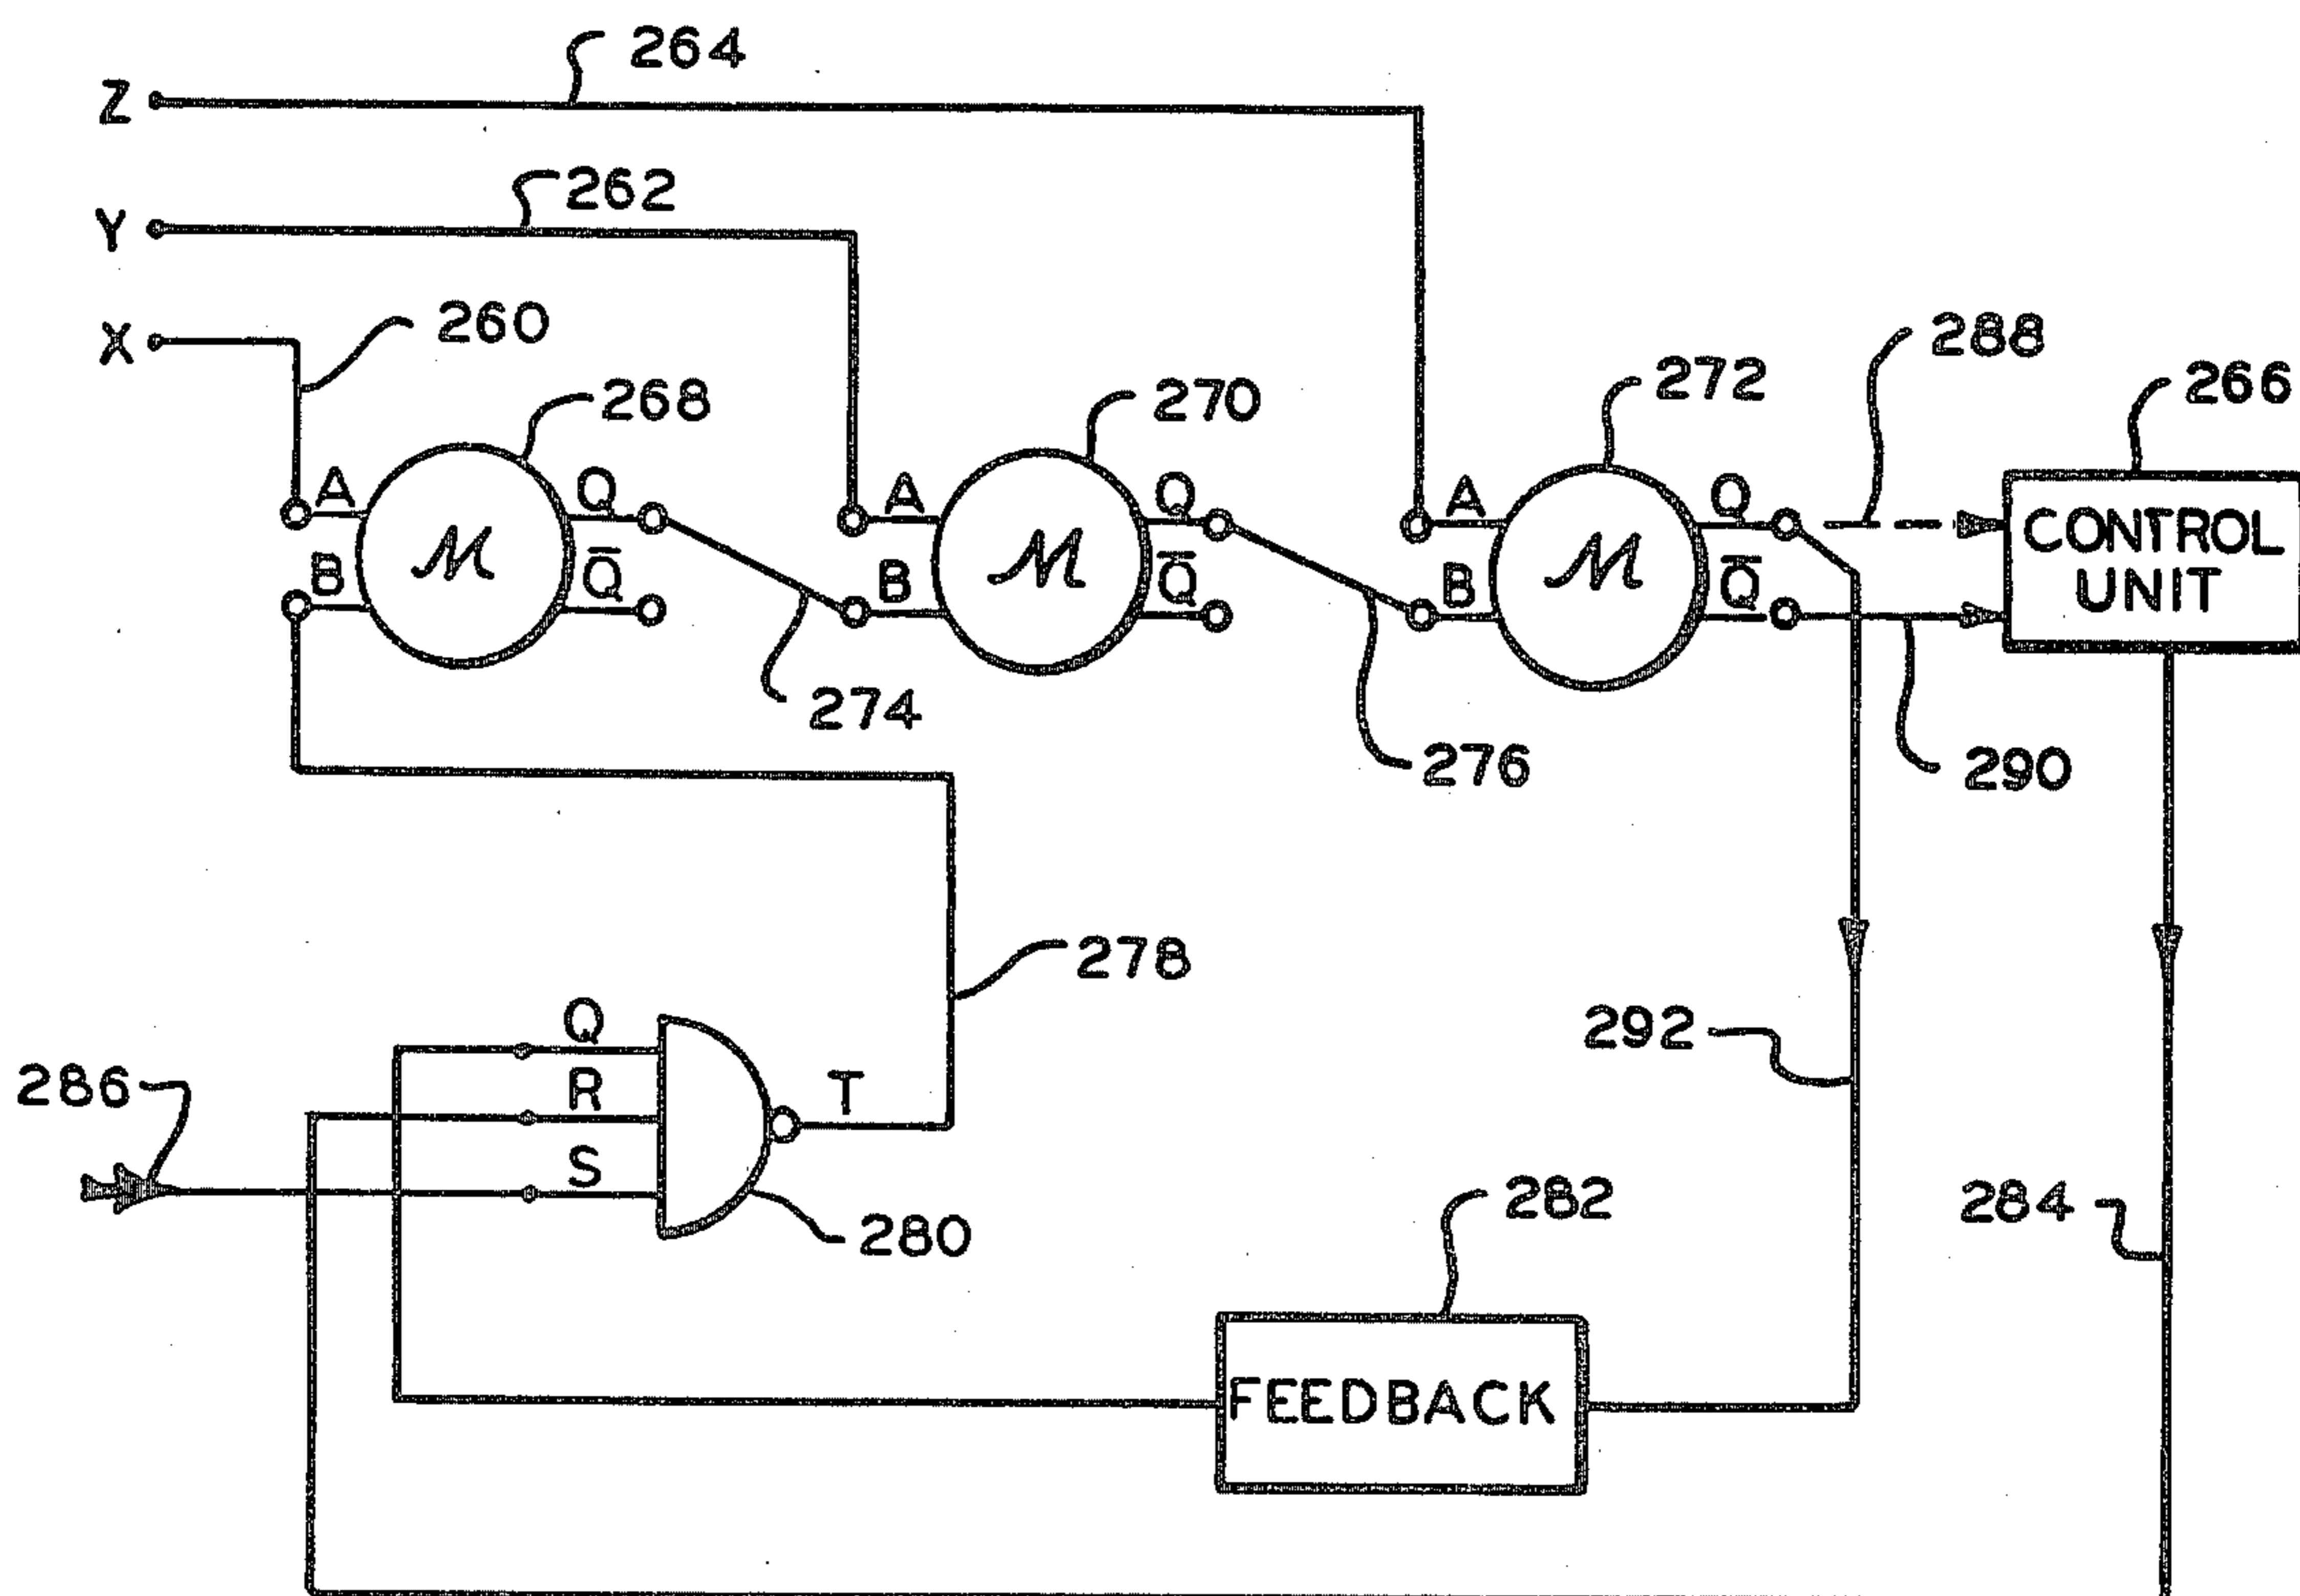 264
Z
262
Y
260
X
288
272
266
270
268
A
Q
A
Q
A
Q
CONTROL
UNIT
M
M
M
B
Q̅
B
Q̅
B
Q̅
274
276
290
278
Q
292
286
R
T
S
282
284
280
FEEDBACK